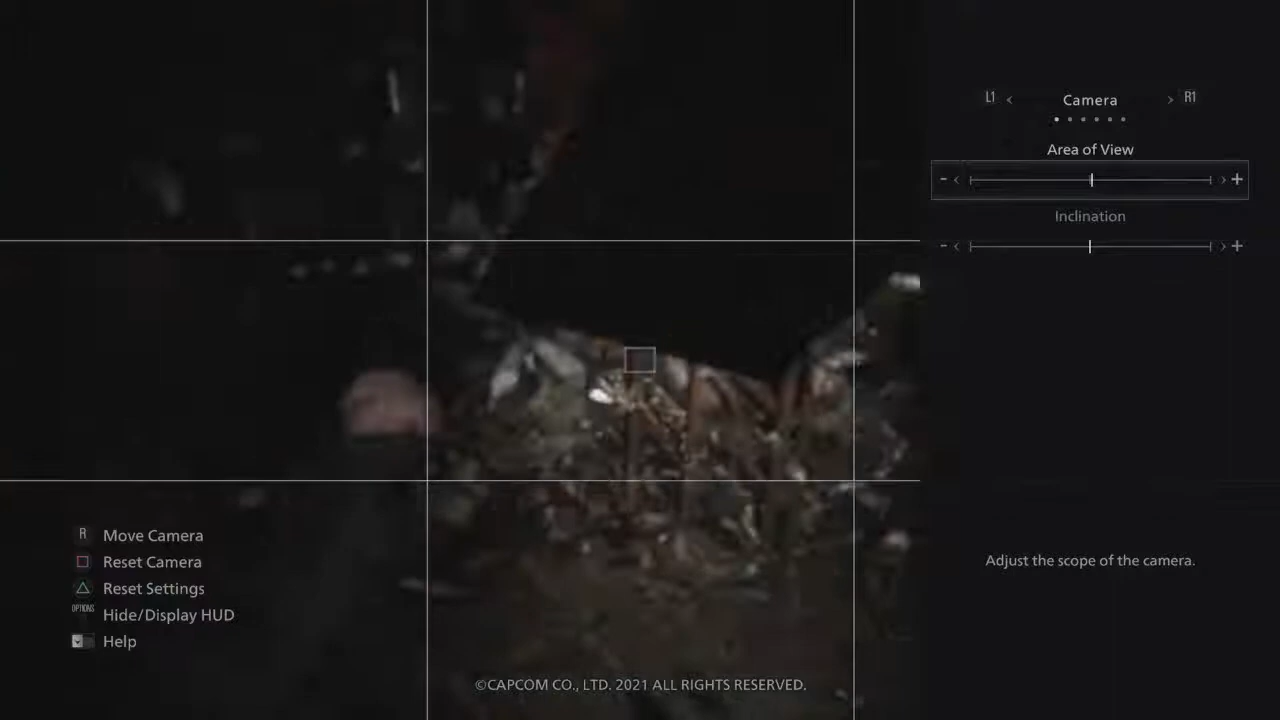 L1 < Camera > R1
Area of View
- < > +
Inclination
- < > +
R Move Camera
Reset Camera
Reset Settings
OPTIONS Hide/Display HUD
Help
Adjust the scope of the camera.
©CAPCOM CO., LTD. 2021 ALL RIGHTS RESERVED.